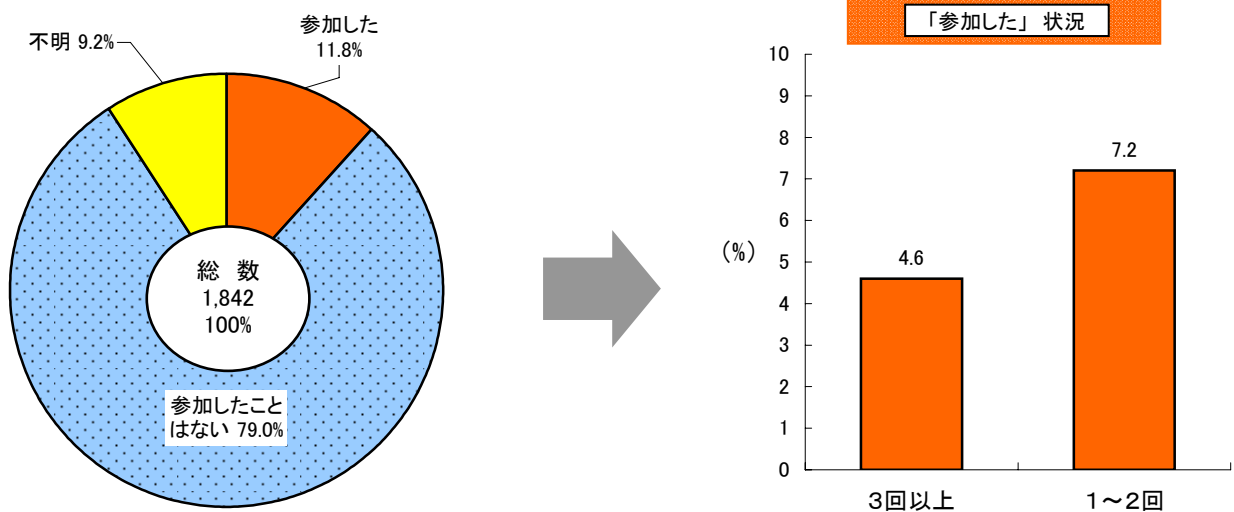 不明 9.2%
参加した
11.8%
総 数
1,842
100%
参加したこと
はない 79.0%
「参加した」 状況
(%)
10
9
8
7
6
5
4
3
2
1
0
4.6
7.2
3回以上
1～2回